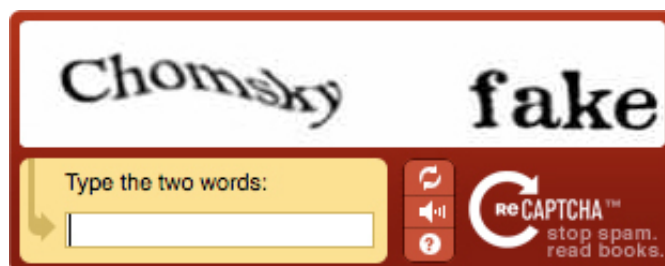 Chomsky fake
Type the two words:
ReCAPTCHA™
stop spam.
read books.